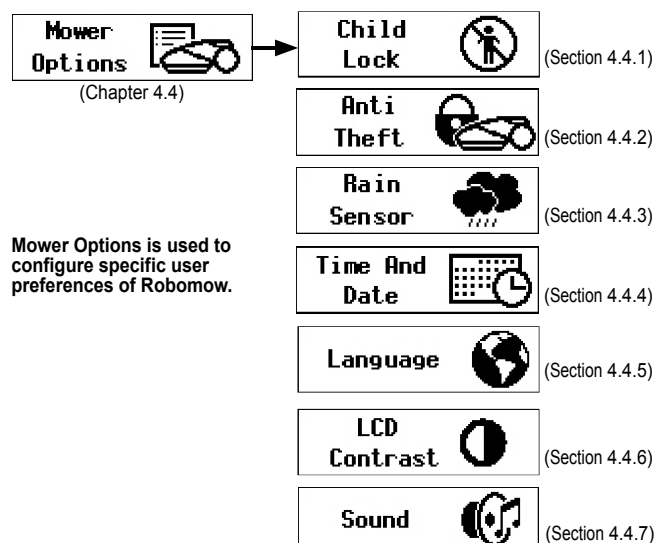 Mower
Options
(Chapter 4.4)
Mower Options is used to
configure specific user
preferences of Robomow.
Child
Lock
(Section 4.4.1)
Anti
Theft
(Section 4.4.2)
Rain
Sensor
(Section 4.4.3)
Time And
Date
(Section 4.4.4)
Language
(Section 4.4.5)
LCD
Contrast
(Section 4.4.6)
Sound
(Section 4.4.7)